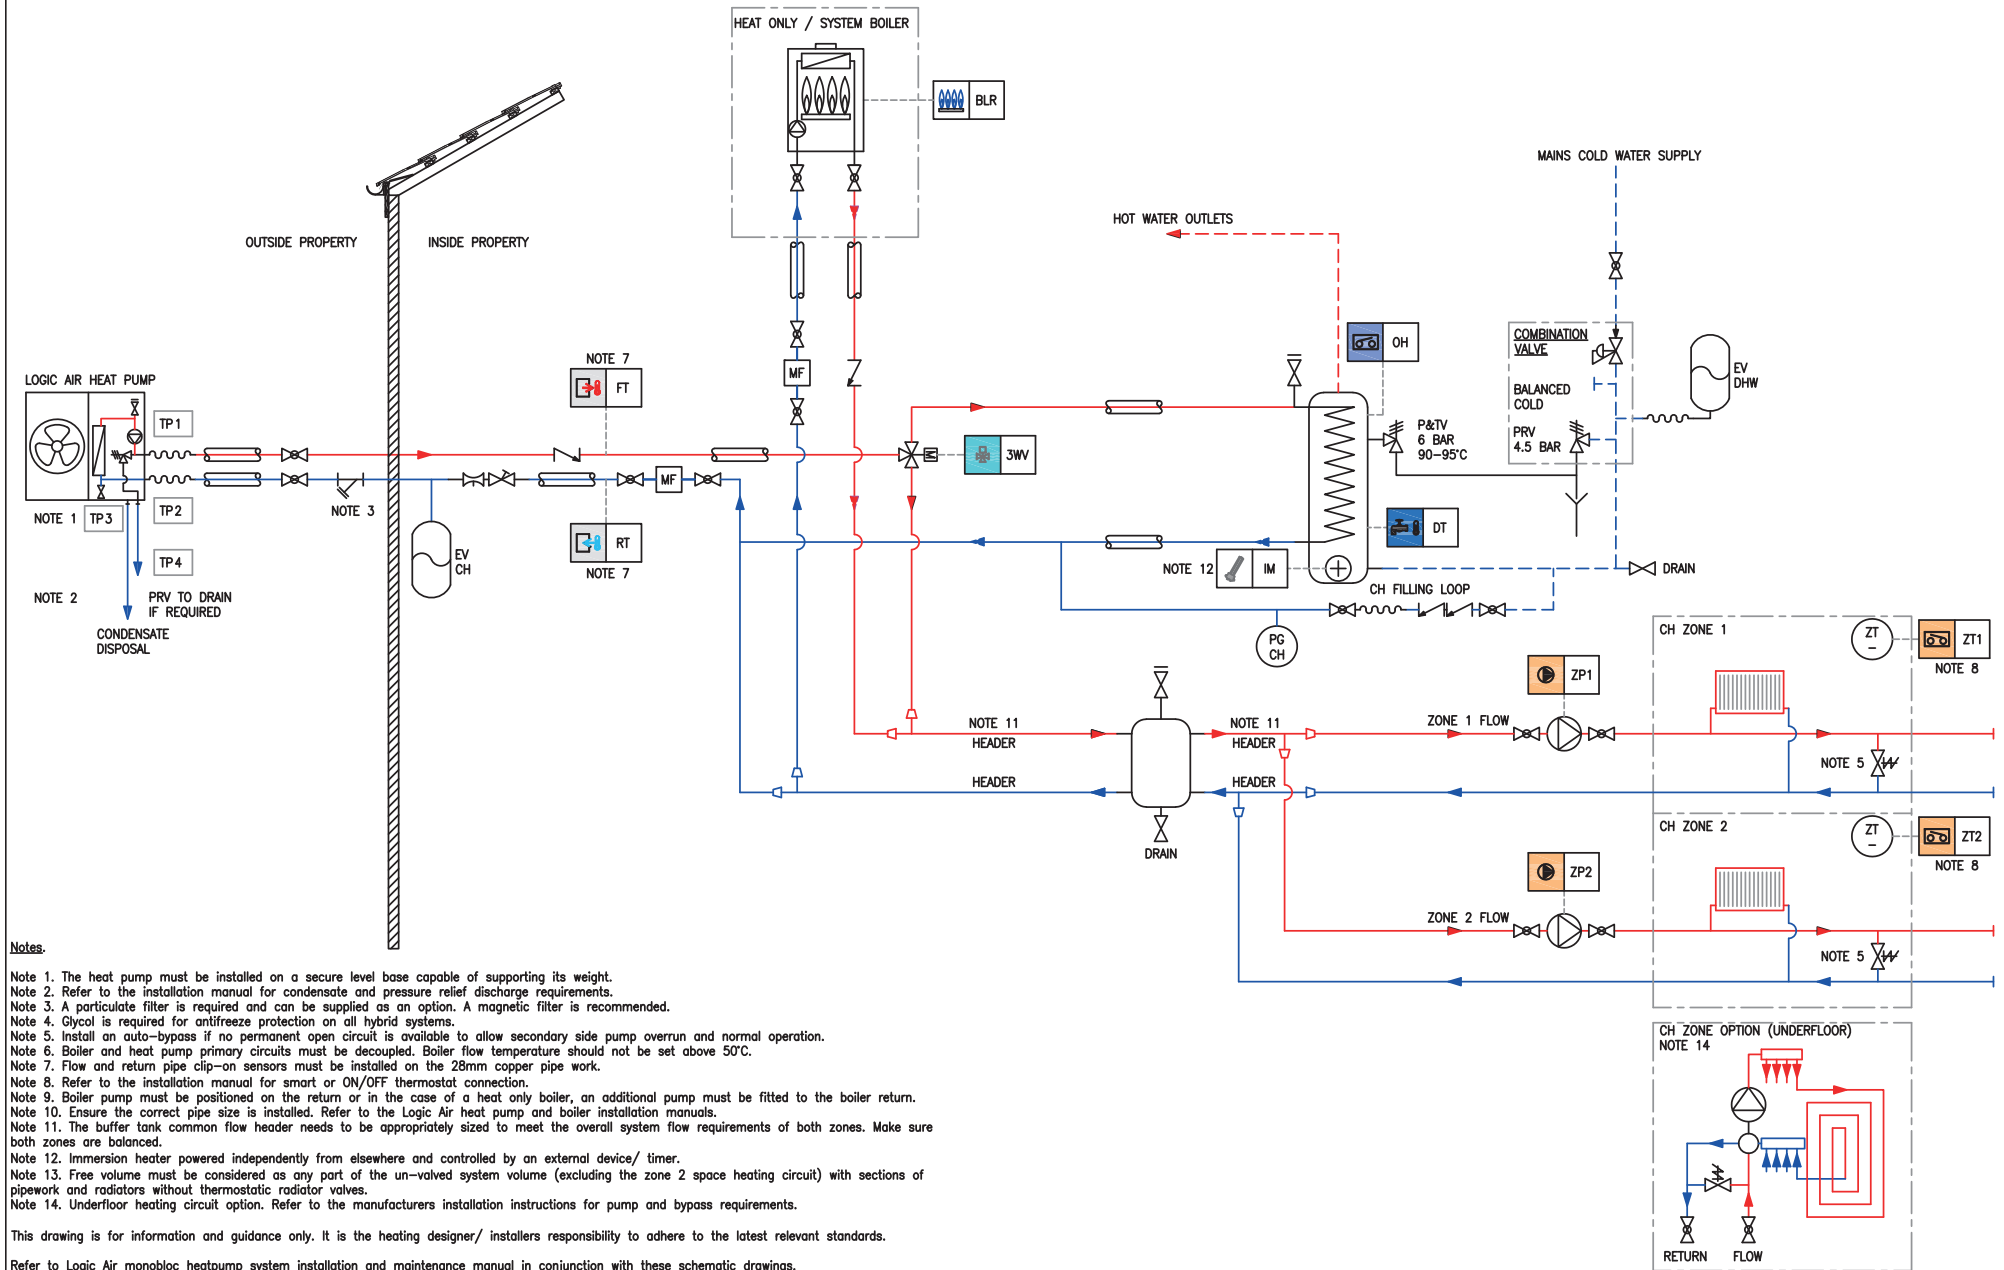 HEAT ONLY / SYSTEM BOILER
BLR
MAINS COLD WATER SUPPLY
HOT WATER OUTLETS
OUTSIDE PROPERTY
INSIDE PROPERTY
COMBINATION
VALVE
OH
BALANCED
COLD
PRV
4.5 BAR
EV
DHW
LOGIC AIR HEAT PUMP
NOTE 7
FT
MF
TP1
P&TV
6 BAR
90-95°C
3WV
M
MF
NOTE 1
TP3
TP2
NOTE 3
RT
NOTE 7
DT
TP4
EV
CH
NOTE 12
IM
DRAIN
NOTE 2
PRV TO DRAIN
IF REQUIRED
CH FILLING LOOP
CONDENSATE
DISPOSAL
PG
CH
CH ZONE 1
ZT
-
ZT1
NOTE 8
ZP1
NOTE 11
HEADER
NOTE 11
HEADER
ZONE 1 FLOW
NOTE 5
HEADER
HEADER
DRAIN
CH ZONE 2
ZT
-
ZT2
NOTE 8
ZP2
ZONE 2 FLOW
NOTE 5
CH ZONE OPTION (UNDERFLOOR)
NOTE 14
RETURN
FLOW
Notes.
Note 1. The heat pump must be installed on a secure level base capable of supporting its weight.
Note 2. Refer to the installation manual for condensate and pressure relief discharge requirements.
Note 3. A particulate filter is required and can be supplied as an option. A magnetic filter is recommended.
Note 4. Glycol is required for antifreeze protection on all hybrid systems.
Note 5. Install an auto-bypass if no permanent open circuit is available to allow secondary side pump overrun and normal operation.
Note 6. Boiler and heat pump primary circuits must be decoupled. Boiler flow temperature should not be set above 50°C.
Note 7. Flow and return pipe clip-on sensors must be installed on the 28mm copper pipe work.
Note 8. Refer to the installation manual for smart or ON/OFF thermostat connection.
Note 9. Boiler pump must be positioned on the return or in the case of a heat only boiler, an additional pump must be fitted to the boiler return.
Note 10. Ensure the correct pipe size is installed. Refer to the Logic Air heat pump and boiler installation manuals.
Note 11. The buffer tank common flow header needs to be appropriately sized to meet the overall system flow requirements of both zones. Make sure
both zones are balanced.
Note 12. Immersion heater powered independently from elsewhere and controlled by an external device/ timer.
Note 13. Free volume must be considered as any part of the un-valved system volume (excluding the zone 2 space heating circuit) with sections of
pipework and radiators without thermostatic radiator valves.
Note 14. Underfloor heating circuit option. Refer to the manufacturers installation instructions for pump and bypass requirements.
This drawing is for information and guidance only. It is the heating designer/ installers responsibility to adhere to the latest relevant standards.
Refer to Logic Air monobloc heatpump system installation and maintenance manual in conjunction with these schematic drawings.